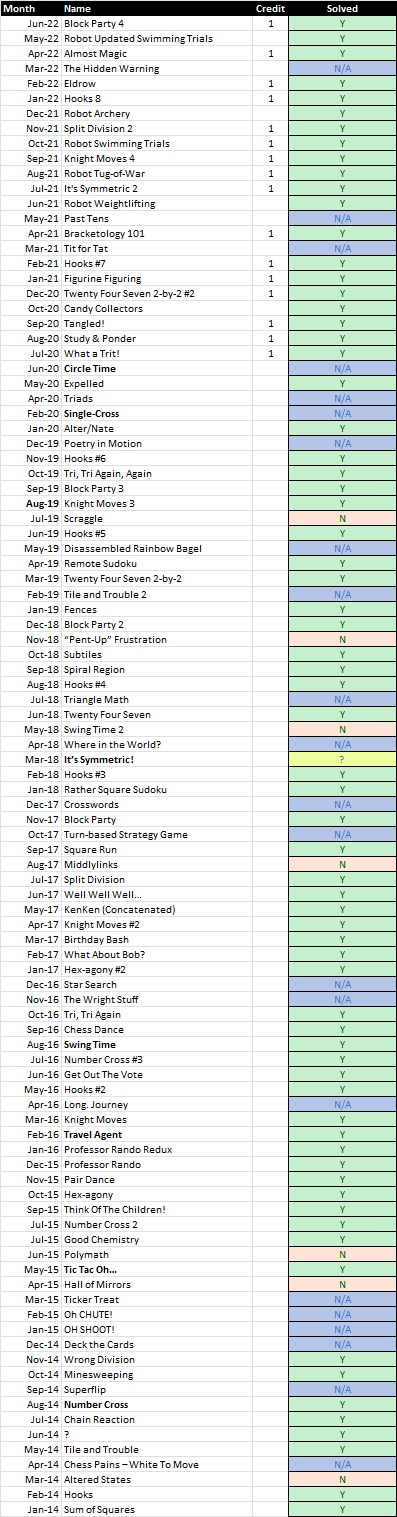 Month Name Credit Solved
Jun-22 Block Party 4 1 Y
May-22 Robot Updated Swimming Trials Y
Apr-22 Almost Magic 1 Y
Mar-22 The Hidden Warning N/A
Feb-22 Eldrow 1 Y
Jan-22 Hooks 8 1 Y
Dec-21 Robot Archery Y
Nov-21 Split Division 2 1 Y
Oct-21 Robot Swimming Trials 1 Y
Sep-21 Knight Moves 4 1 Y
Aug-21 Robot Tug-of-War 1 Y
Jul-21 It's Symmetric 2 1 Y
Jun-21 Robot Weightlifting Y
May-21 Past Tens N/A
Apr-21 Bracketology 101 1 Y
Mar-21 Tit for Tat N/A
Feb-21 Hooks #7 1 Y
Jan-21 Figurine Figuring 1 Y
Dec-20 Twenty Four Seven 2-by-2 #2 1 Y
Oct-20 Candy Collectors Y
Sep-20 Tangled! 1 Y
Aug-20 Study & Ponder 1 Y
Jul-20 What a Trit! 1 Y
Jun-20 Circle Time N/A
May-20 Expelled Y
Apr-20 Triads N/A
Feb-20 Single-Cross N/A
Jan-20 Alter/Nate Y
Dec-19 Poetry in Motion N/A
Nov-19 Hooks #6 Y
Oct-19 Tri, Tri Again, Again Y
Sep-19 Block Party 3 Y
Aug-19 Knight Moves 3 Y
Jul-19 Scraggle N
Jun-19 Hooks #5 Y
May-19 Disassembled Rainbow Bagel N/A
Apr-19 Remote Sudoku Y
Mar-19 Twenty Four Seven 2-by-2 Y
Feb-19 Tile and Trouble 2 N/A
Jan-19 Fences Y
Dec-18 Block Party 2 Y
Nov-18 “Pent-Up” Frustration N
Oct-18 Subtiles Y
Sep-18 Spiral Region Y
Aug-18 Hooks #4 Y
Jul-18 Triangle Math N/A
Jun-18 Twenty Four Seven Y
May-18 Swing Time 2 N
Apr-18 Where in the World? N/A
Mar-18 It’s Symmetric! ?
Feb-18 Hooks #3 Y
Jan-18 Rather Square Sudoku Y
Dec-17 Crosswords N/A
Nov-17 Block Party Y
Oct-17 Turn-based Strategy Game N/A
Sep-17 Square Run Y
Aug-17 Middlylinks N
Jul-17 Split Division Y
Jun-17 Well Well Well… Y
May-17 KenKen (Concatenated) Y
Apr-17 Knight Moves #2 Y
Mar-17 Birthday Bash Y
Feb-17 What About Bob? Y
Jan-17 Hex-agony #2 Y
Dec-16 Star Search N/A
Nov-16 The Wright Stuff N/A
Oct-16 Tri, Tri Again Y
Sep-16 Chess Dance Y
Aug-16 Swing Time Y
Jul-16 Number Cross #3 Y
Jun-16 Get Out The Vote Y
May-16 Hooks #2 Y
Apr-16 Long. Journey N/A
Mar-16 Knight Moves Y
Feb-16 Travel Agent Y
Jan-16 Professor Rando Redux Y
Dec-15 Professor Rando Y
Nov-15 Pair Dance Y
Oct-15 Hex-agony Y
Sep-15 Think Of The Children! Y
Jul-15 Number Cross 2 Y
Jul-15 Good Chemistry Y
Jun-15 Polymath N
May-15 Tic Tac Oh… Y
Apr-15 Hall of Mirrors N
Mar-15 Ticker Treat N/A
Feb-15 Oh CHUTE! N/A
Jan-15 OH SHOOT! N/A
Dec-14 Deck the Cards N/A
Nov-14 Wrong Division Y
Oct-14 Minesweeping Y
Sep-14 Superflip N/A
Aug-14 Number Cross Y
Jul-14 Chain Reaction Y
Jun-14 ? Y
May-14 Tile and Trouble Y
Apr-14 Chess Pains – White To Move N/A
Mar-14 Altered States N
Feb-14 Hooks Y
Jan-14 Sum of Squares Y